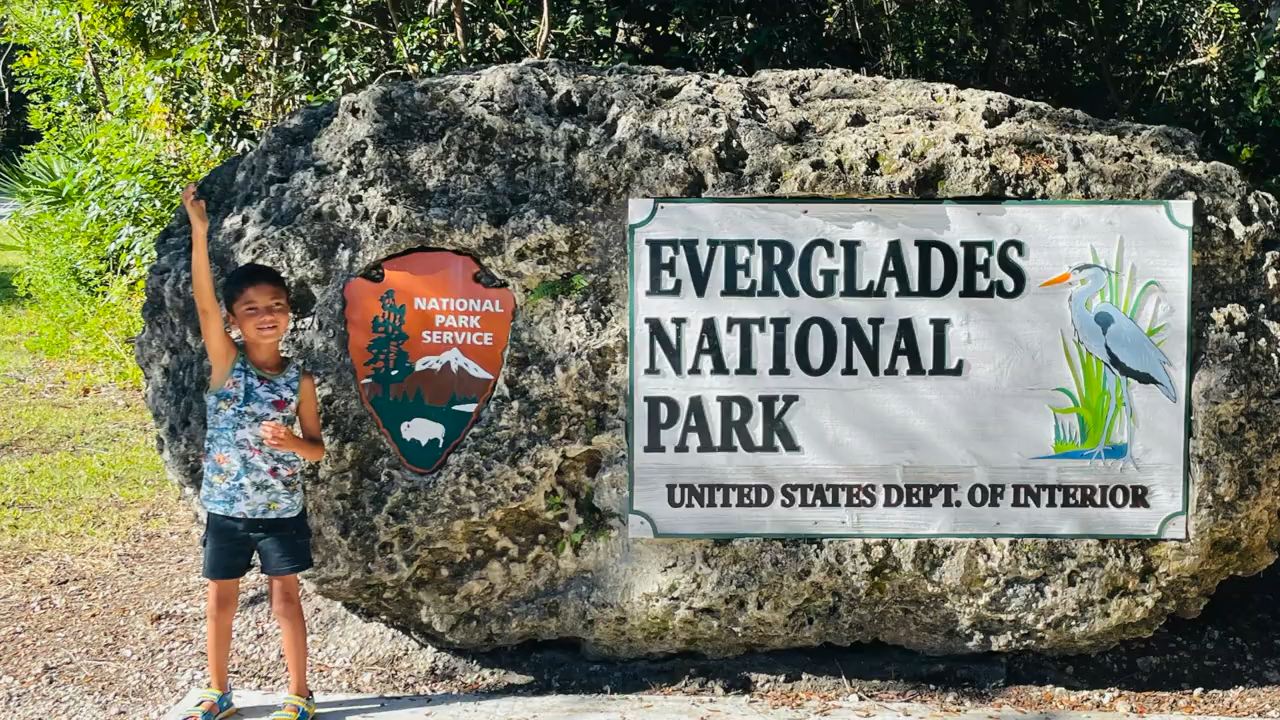 NATIONAL
PARK
SERVICE
EVERGLADES
NATIONAL
PARK
UNITED STATES DEPT. OF INTERIOR